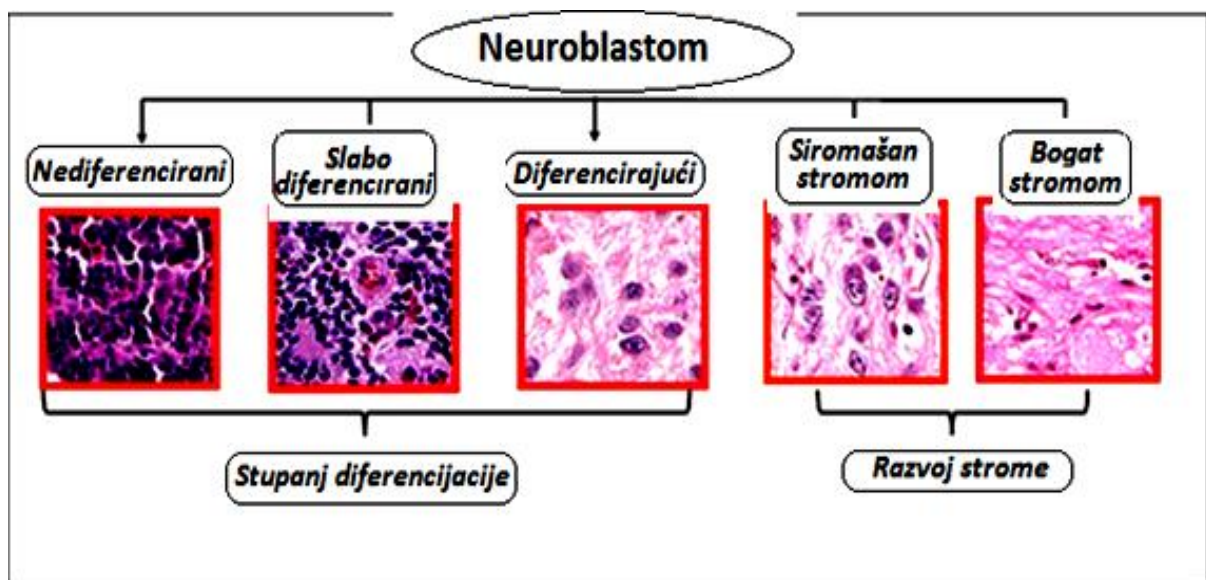 Neuroblastom
Nediferencirani
Slabo
diferencirani
Diferencirajući
Siromašan
stromom
Bogat
stromom
Stupanj diferencijacije
Razvoj strome